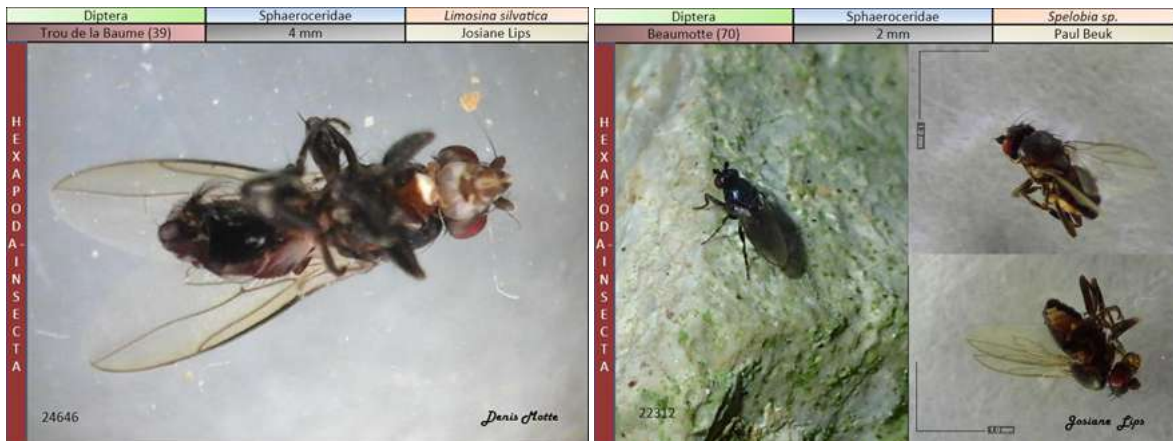 Diptera
Sphaeroceridae
Limosina silvatica
Trou de la Baume (39)
4 mm
Josiane Lips
HEXAPODA-INSECTA
24646
Denis Motte
Diptera
Sphaeroceridae
Spelobia sp.
Beaumotte (70)
2 mm
Paul Beuk
HEXAPODA-INSECTA
22312
Josiane Lips